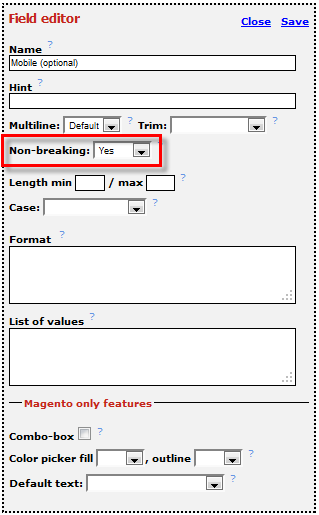 Field editor Close Save
Name ?
Mobile (optional)
Hint ?
Multiline: Default ? Trim: ?
Non-breaking: Yes ?
Length min / max ?
Case: ?
Format ?
List of values ?
Magento only features
Combo-box ?
Color picker fill , outline ?
Default text: ?